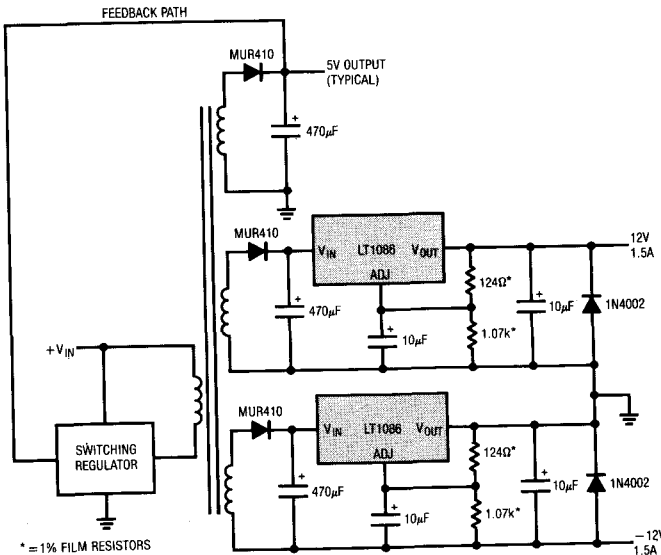 FEEDBACK PATH
MUR410
5V OUTPUT
(TYPICAL)
+
470µF
MUR410
VIN LT1086 VOUT
ADJ
12V
1.5A
124Ω*
+
470µF
+
10µF
1.07k*
+
10µF
1N4002
+VIN
SWITCHING
REGULATOR
MUR410
VIN LT1086 VOUT
ADJ
124Ω*
+
470µF
+
10µF
1.07k*
+
10µF
1N4002
−12V
1.5A
* = 1% FILM RESISTORS